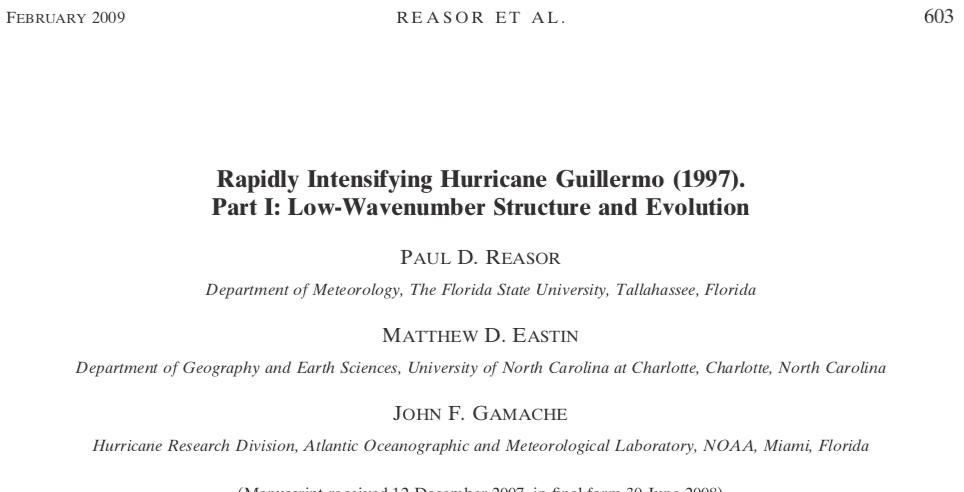 FEBRUARY 2009
REASOR ET AL.
603
Rapidly Intensifying Hurricane Guillermo (1997).
Part I: Low-Wavenumber Structure and Evolution
PAUL D. REASOR
Department of Meteorology, The Florida State University, Tallahassee, Florida
MATTHEW D. EASTIN
Department of Geography and Earth Sciences, University of North Carolina at Charlotte, Charlotte, North Carolina
JOHN F. GAMACHE
Hurricane Research Division, Atlantic Oceanographic and Meteorological Laboratory, NOAA, Miami, Florida
(Manuscript received 12 December 2007, in final form 30 June 2008)